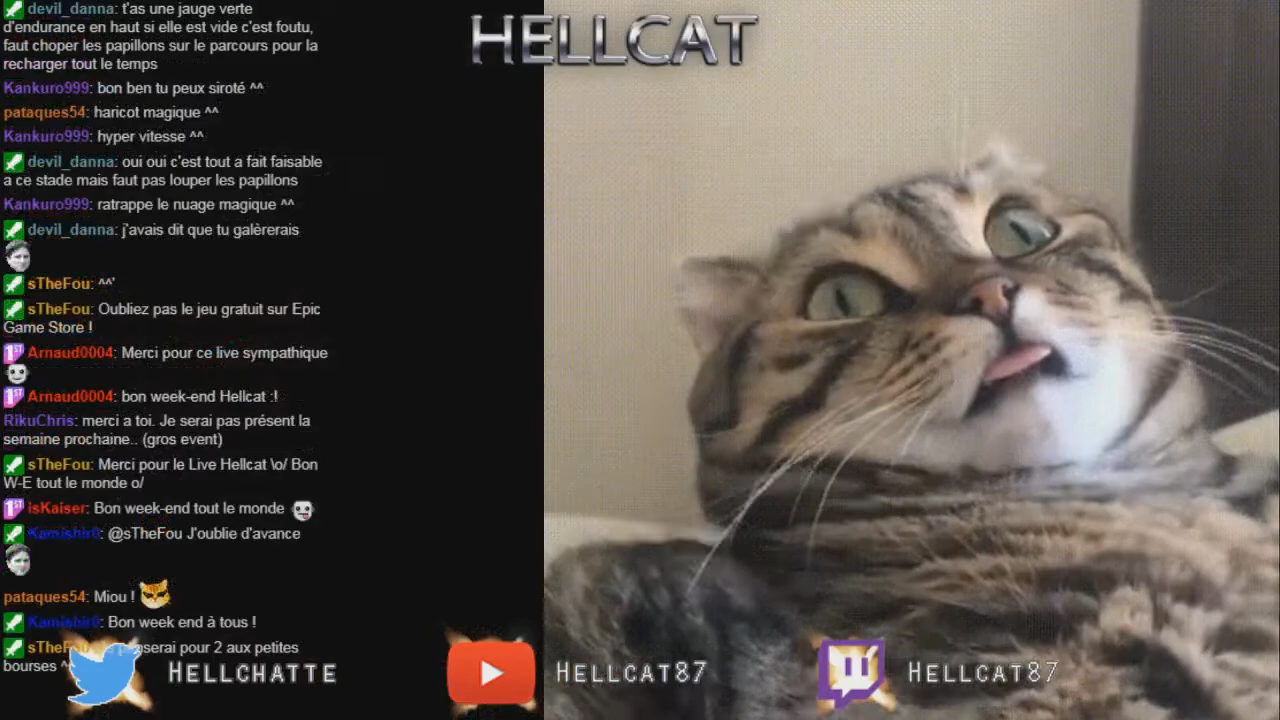 HELLCAT
devil_danna: t'as une jauge verte
d'endurance en haut si elle est vide c'est foutu,
faut choper les papillons sur le parcours pour la
recharger tout le temps
Kankuro999: bon ben tu peux siroté ^^
pataques54: haricot magique ^^
Kankuro999: hyper vitesse ^^
devil_danna: oui oui c'est tout a fait faisable
a ce stade mais faut pas louper les papillons
Kankuro999: ratrappe le nuage magique ^^
devil_danna: j'avais dit que tu galèrerais
sTheFou: ^^'
sTheFou: Oubliez pas le jeu gratuit sur Epic
Game Store !
1ST Arnaud0004: Merci pour ce live sympathique
1ST Arnaud0004: bon week-end Hellcat :!
RikuChris: merci a toi. Je serai pas présent la
semaine prochaine.. (gros event)
sTheFou: Merci pour le Live Hellcat \o/ Bon
W-E tout le monde o/
1ST isKaiser: Bon week-end tout le monde
Kamishir0: @sTheFou J'oublie d'avance
pataques54: Miou !
Kamishir0: Bon week end à tous !
pour 2 aux petites
bourses
HELLCHATTE
HELLCAT87
HELLCAT87